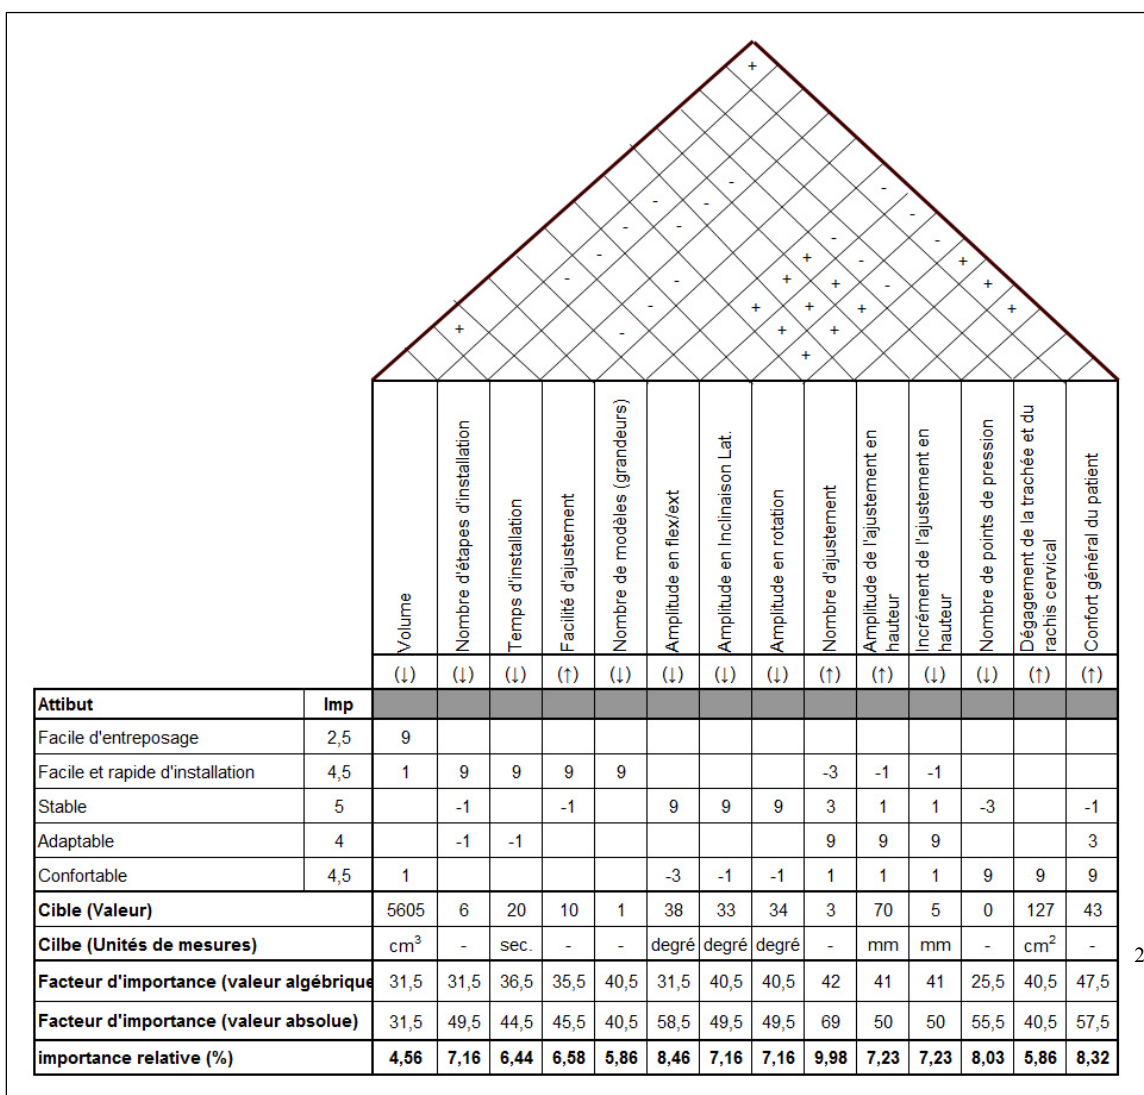 +
-
- -
- - -
- - -
- + - +
- - + + - +
- + + + +
+ - + +
+
Volume
Nombre d'étapes d'installation
Temps d'installation
Facilité d'ajustement
Nombre de modèles (grandeurs)
Amplitude en flex/ext
Amplitude en Inclinaison Lat.
Amplitude en rotation
Nombre d'ajustement
Amplitude de l'ajustement en
hauteur
Incrément de l'ajustement en
hauteur
Nombre de points de pression
Dégagement de la trachée et du
rachis cervical
Confort général du patient
(↓) (↓) (↓) (↑) (↓) (↓) (↓) (↓) (↑) (↑) (↓) (↓) (↑) (↑)
Attibut Imp
Facile d'entreposage 2,5 9
Facile et rapide d'installation 4,5 1 9 9 9 9 -3 -1 -1
Stable 5 -1 -1 9 9 9 3 1 1 -3 -1
Adaptable 4 -1 -1 9 9 9 3
Confortable 4,5 1 -3 -1 -1 1 1 1 9 9 9
Cible (Valeur) 5605 6 20 10 1 38 33 34 3 70 5 0 127 43
Cilbe (Unités de mesures) cm³ - sec. - - degré degré degré - mm mm - cm² -
2
Facteur d'importance (valeur algébrique 31,5 31,5 36,5 35,5 40,5 31,5 40,5 40,5 42 41 41 25,5 40,5 47,5
Facteur d'importance (valeur absolue) 31,5 49,5 44,5 45,5 40,5 58,5 49,5 49,5 69 50 50 55,5 40,5 57,5
importance relative (%) 4,56 7,16 6,44 6,58 5,86 8,46 7,16 7,16 9,98 7,23 7,23 8,03 5,86 8,32